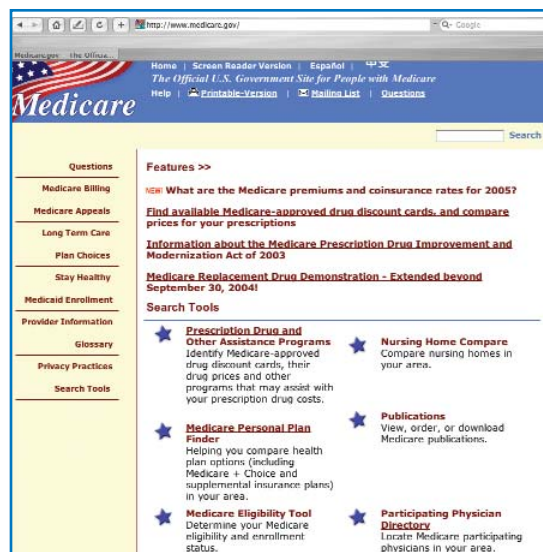 http://www.medicare.gov/
Q- Google
Medicare.gov - The Officia...
Home | Screen Reader Version | Español | 中文
The Official U.S. Government Site for People with Medicare
Help | Printable-Version | Mailing List | Questions
Medicare
Search
Questions
Medicare Billing
Medicare Appeals
Long Term Care
Plan Choices
Stay Healthy
Medicaid Enrollment
Provider Information
Glossary
Privacy Practices
Search Tools
Features >>
NEW! What are the Medicare premiums and coinsurance rates for 2005?
Find available Medicare-approved drug discount cards, and compare
prices for your prescriptions
Information about the Medicare Prescription Drug Improvement and
Modernization Act of 2003
Medicare Replacement Drug Demonstration - Extended beyond
September 30, 2004!
Search Tools
Prescription Drug and
Other Assistance Programs
Identify Medicare-approved
drug discount cards, their
drug prices and other
programs that may assist with
your prescription drug costs.
Medicare Personal Plan
Finder
Helping you compare health
plan options (including
Medicare + Choice and
supplemental insurance plans)
in your area.
Medicare Eligibility Tool
Determine your Medicare
eligibility and enrollment
status.
Nursing Home Compare
Compare nursing homes in
your area.
Publications
View, order, or download
Medicare publications.
Participating Physician
Directory
Locate Medicare participating
physicians in your area.